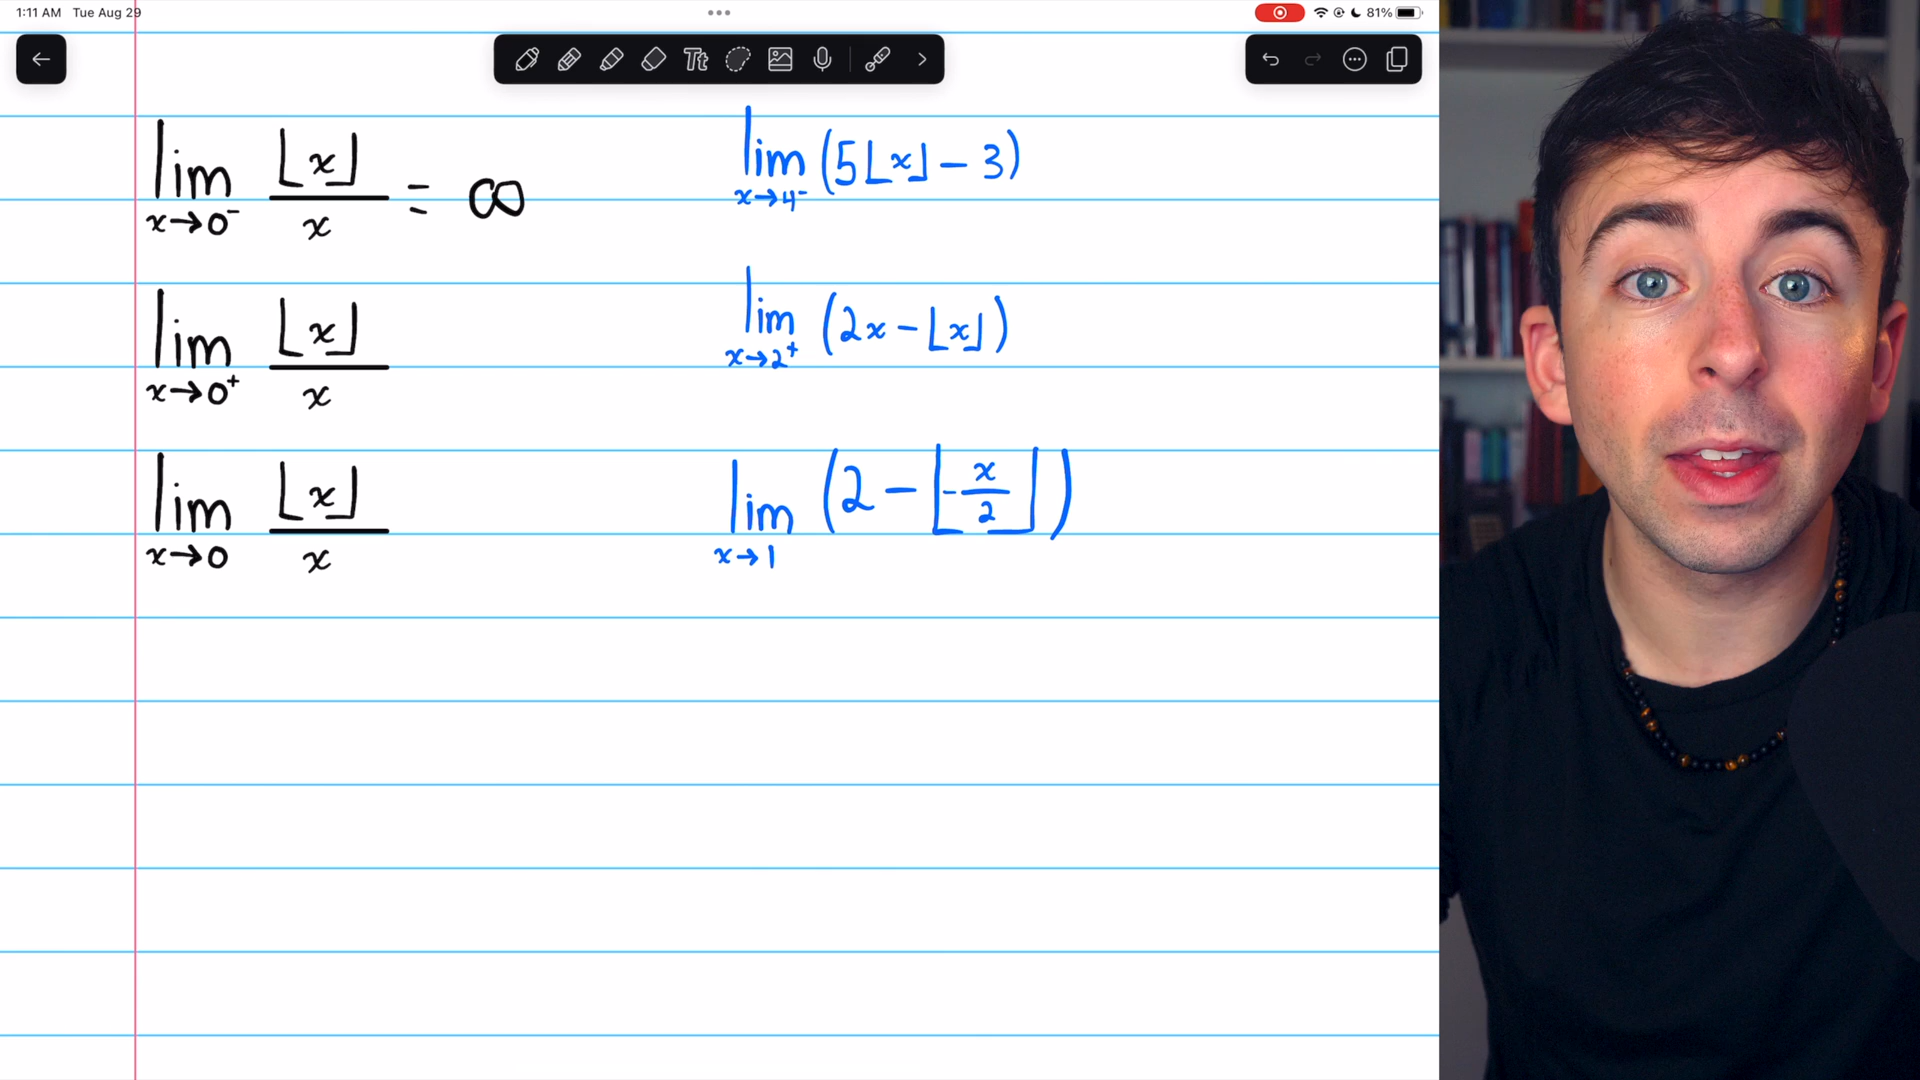 1:11 AM Tue Aug 29
81%
Tt
lim x→0⁻ ⌊x⌋/x = ∞
lim x→0⁺ ⌊x⌋/x
lim x→0 ⌊x⌋/x
lim x→4⁻ (5⌊x⌋ − 3)
lim x→2⁺ (2x − ⌊x⌋)
lim x→1 (2 − ⌊-x/2⌋)